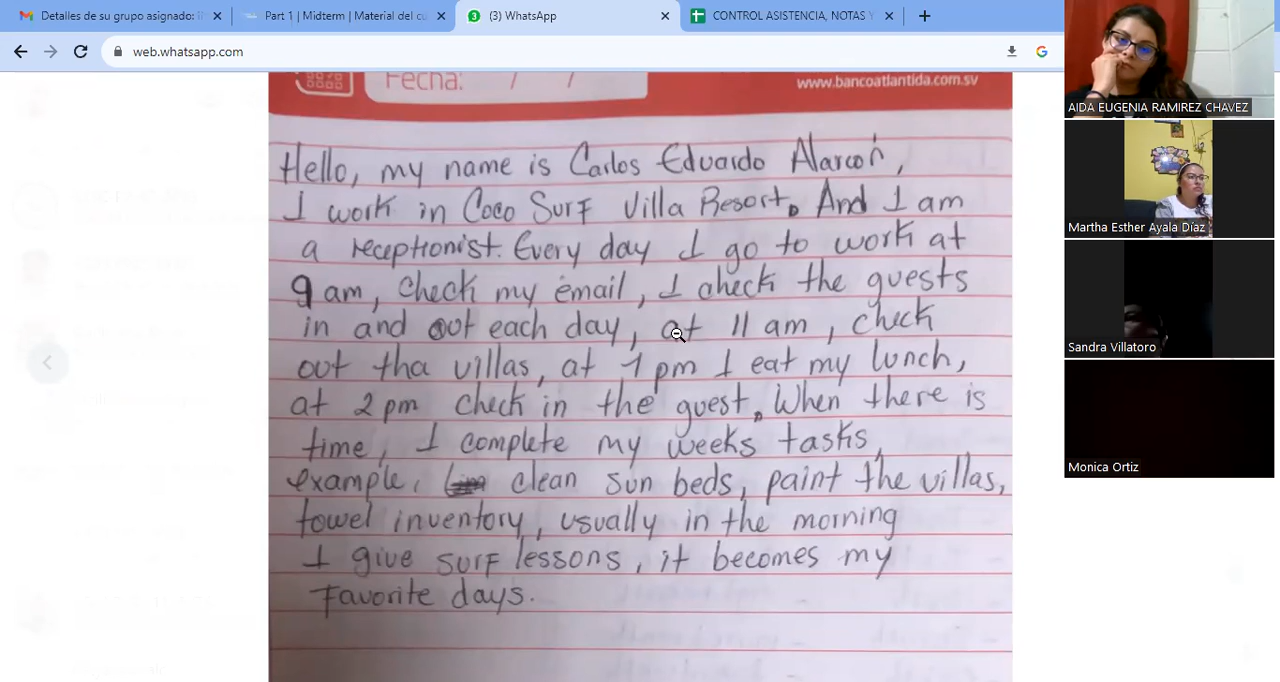 Detalles de su grupo asignado: I
Part 1 | Midterm | Material del cu
(3) WhatsApp
CONTROL ASISTENCIA, NOTAS Y
web.whatsapp.com
Fecha: / /
www.bancoatlantida.com.sv
Hello, my name is Carlos Eduardo Alarcón,
I work in Coco Surf Villa Resort. And I am
a receptionist. Every day I go to work at
9 am, check my email, I check the guests
in and out each day, at 11 am, check
out tha villas, at 1 pm I eat my lunch,
at 2 pm check in the guest. When there is
time, I complete my weeks tasks,
example, clean sun beds, paint the villas,
towel inventory, usually in the morning
I give surf lessons, it becomes my
Favorite days.
AIDA EUGENIA RAMIREZ CHAVEZ
Martha Esther Ayala Díaz
Sandra Villatoro
Monica Ortiz